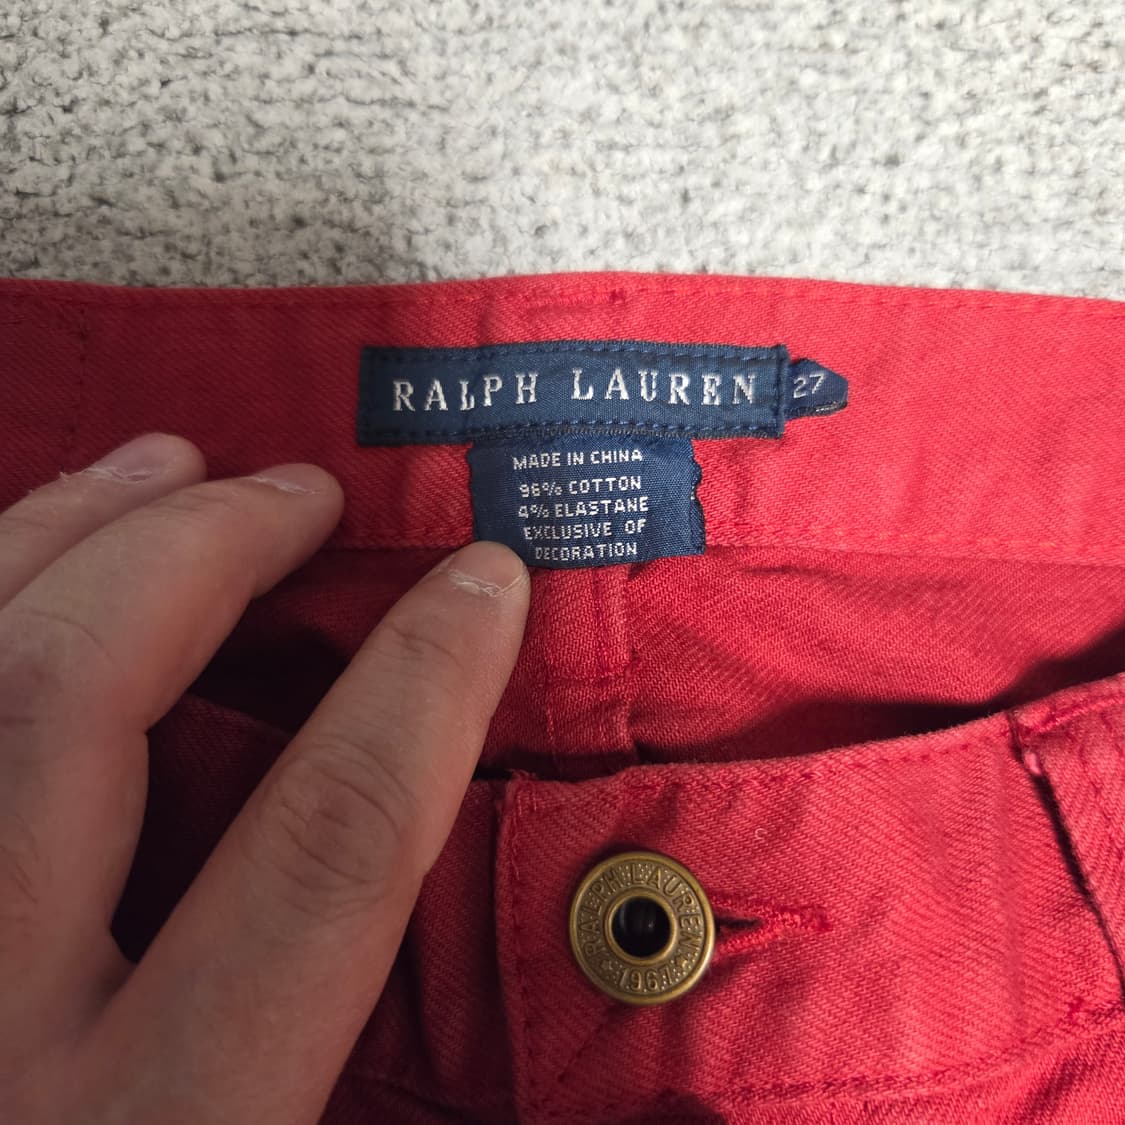 RALPH LAUREN
27
MADE IN CHINA
96% COTTON
4% ELASTANE
EXCLUSIVE OF
DECORATION
RALPH LAUREN
1967